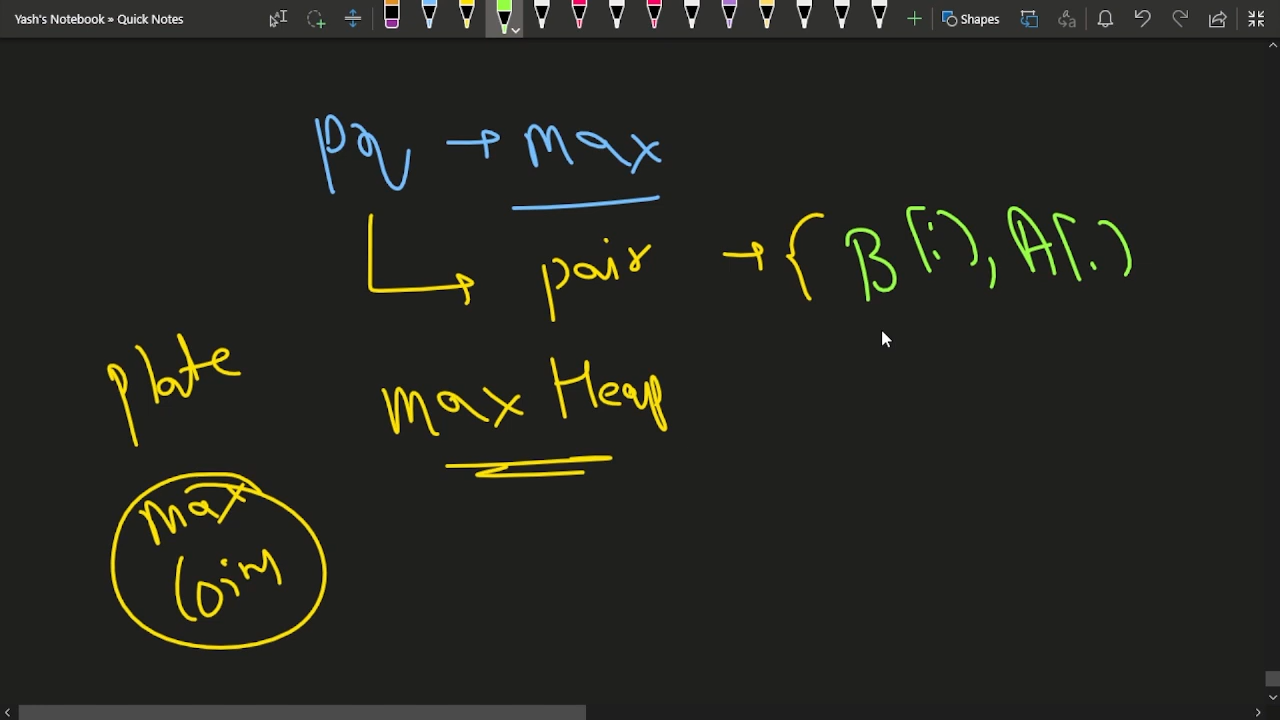 Yash's Notebook » Quick Notes
Shapes
pq → max
pair → { B[i], A[i]
plate
max Heap
max
coin